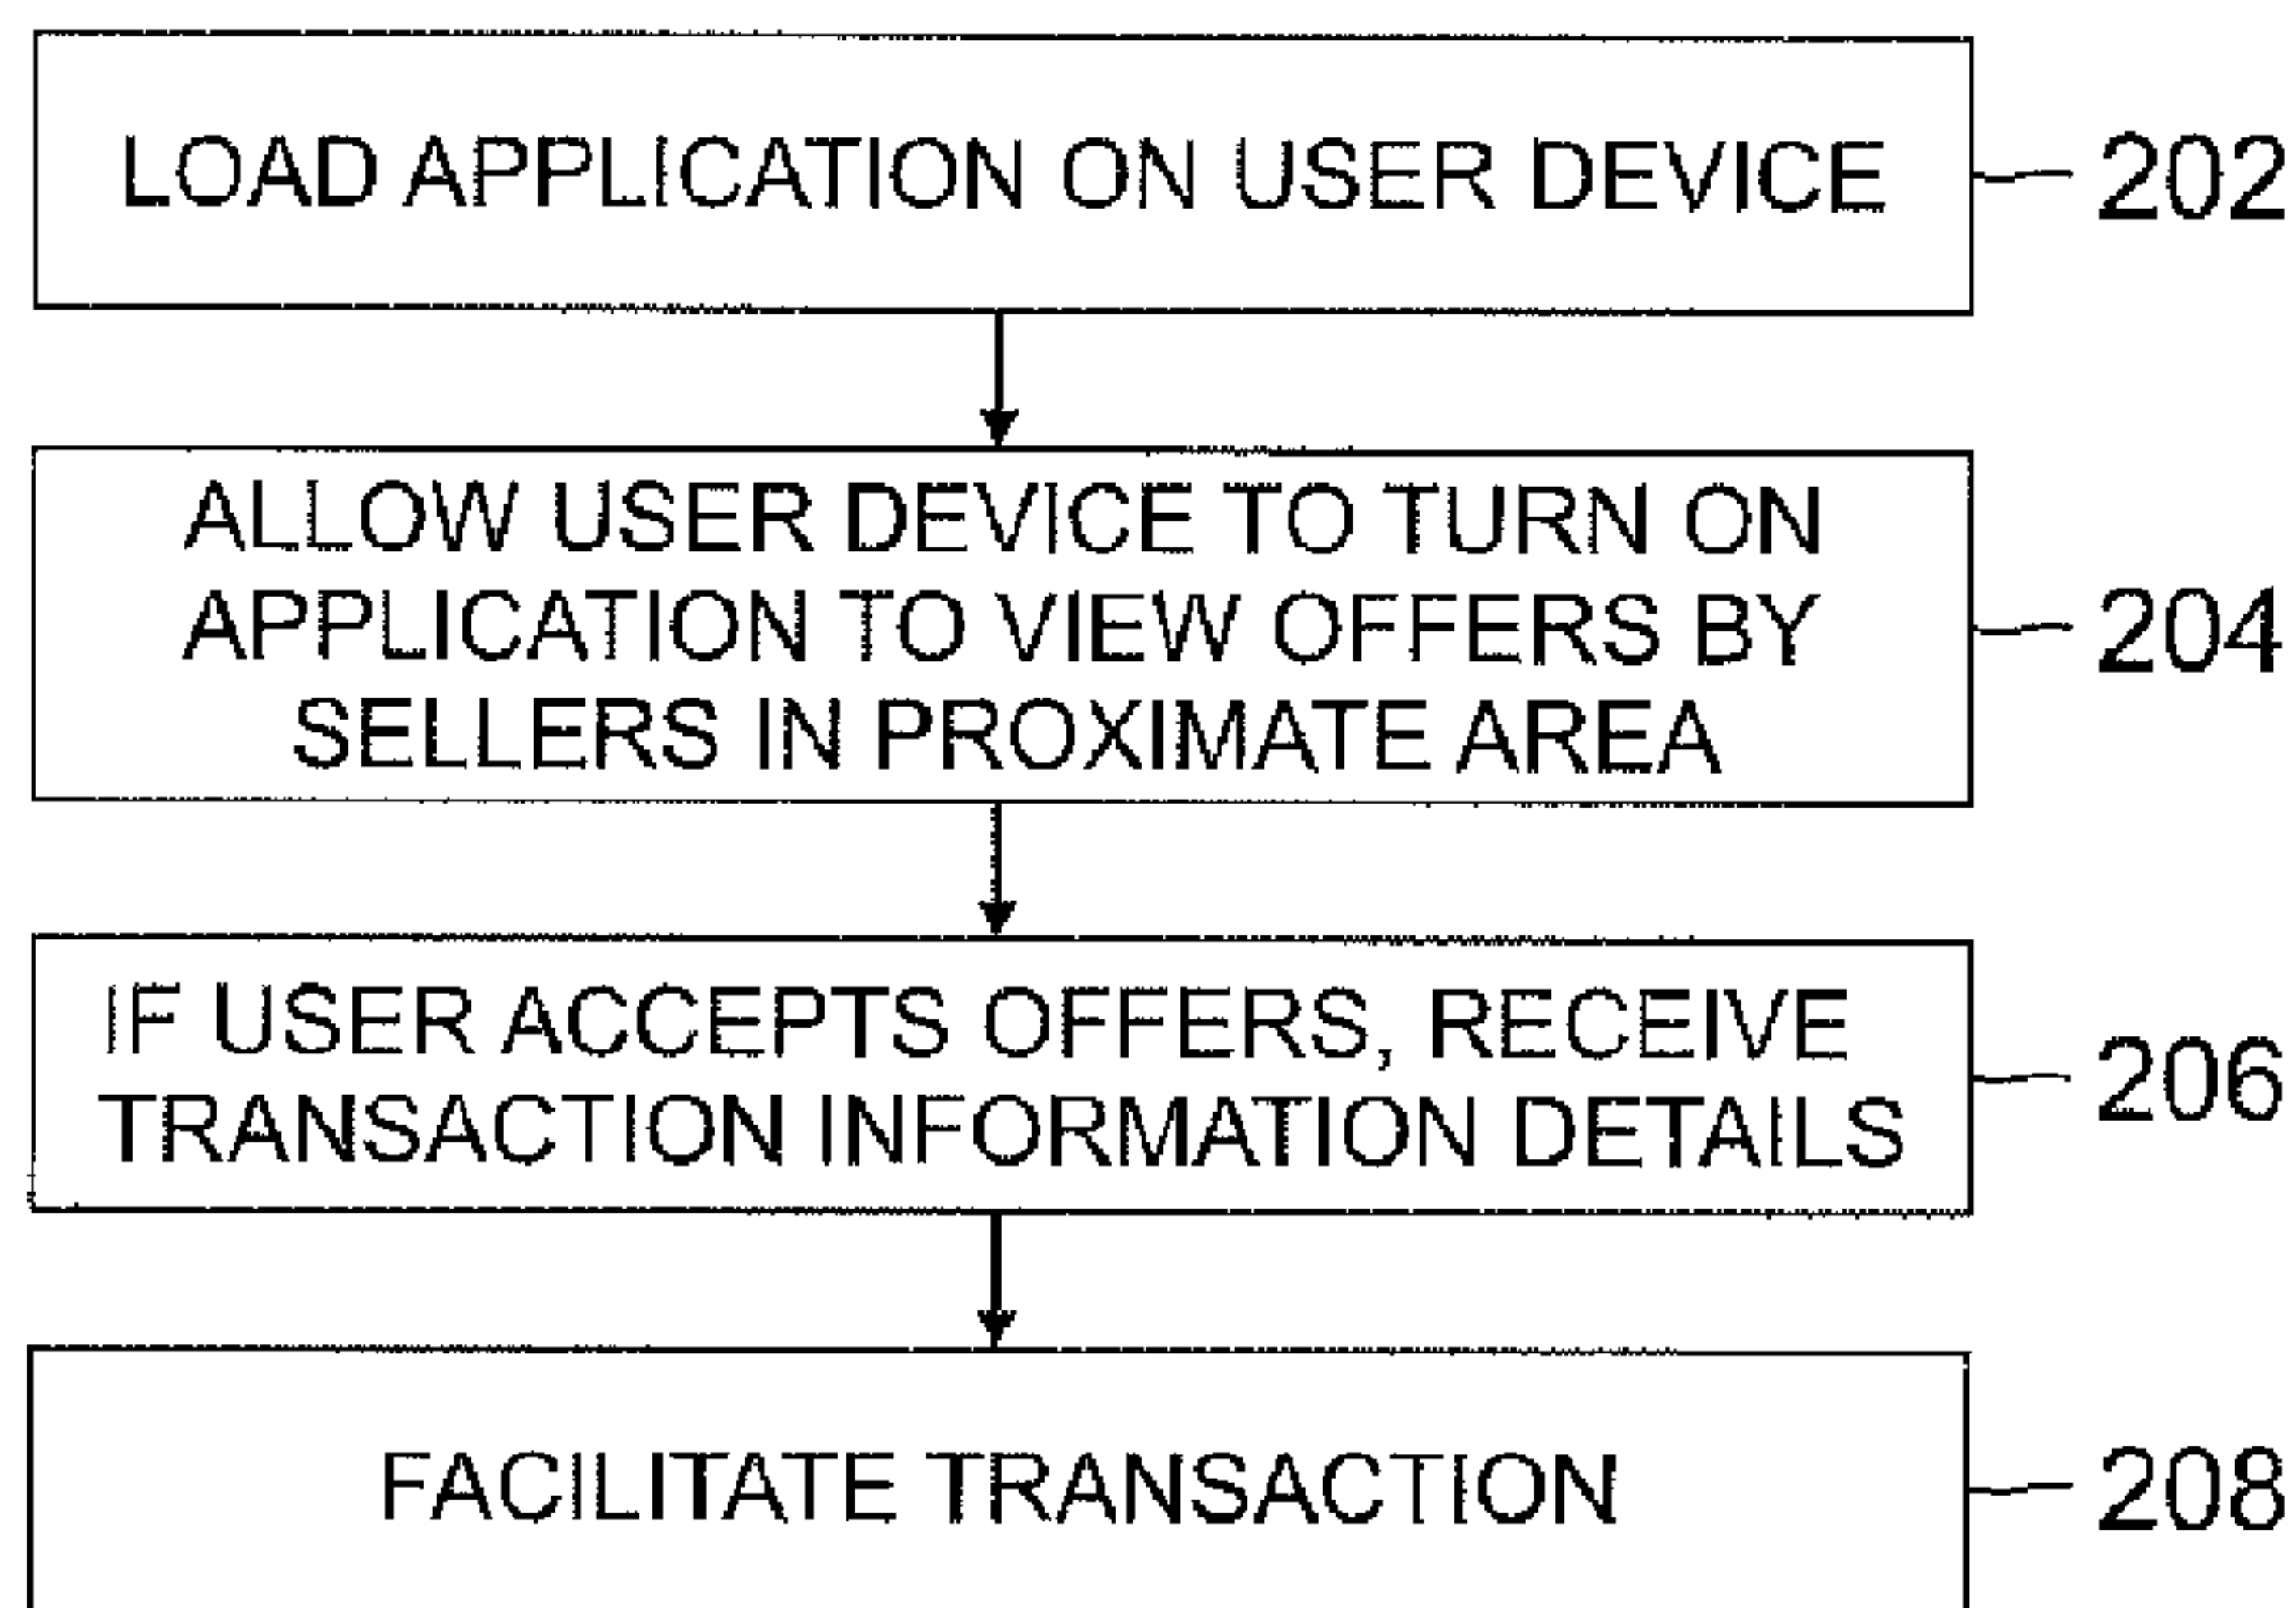 LOAD APPLICATION ON USER DEVICE
202
ALLOW USER DEVICE TO TURN ON
APPLICATION TO VIEW OFFERS BY
SELLERS IN PROXIMATE AREA
204
IF USER ACCEPTS OFFERS, RECEIVE
TRANSACTION INFORMATION DETAILS
206
FACILITATE TRANSACTION
208